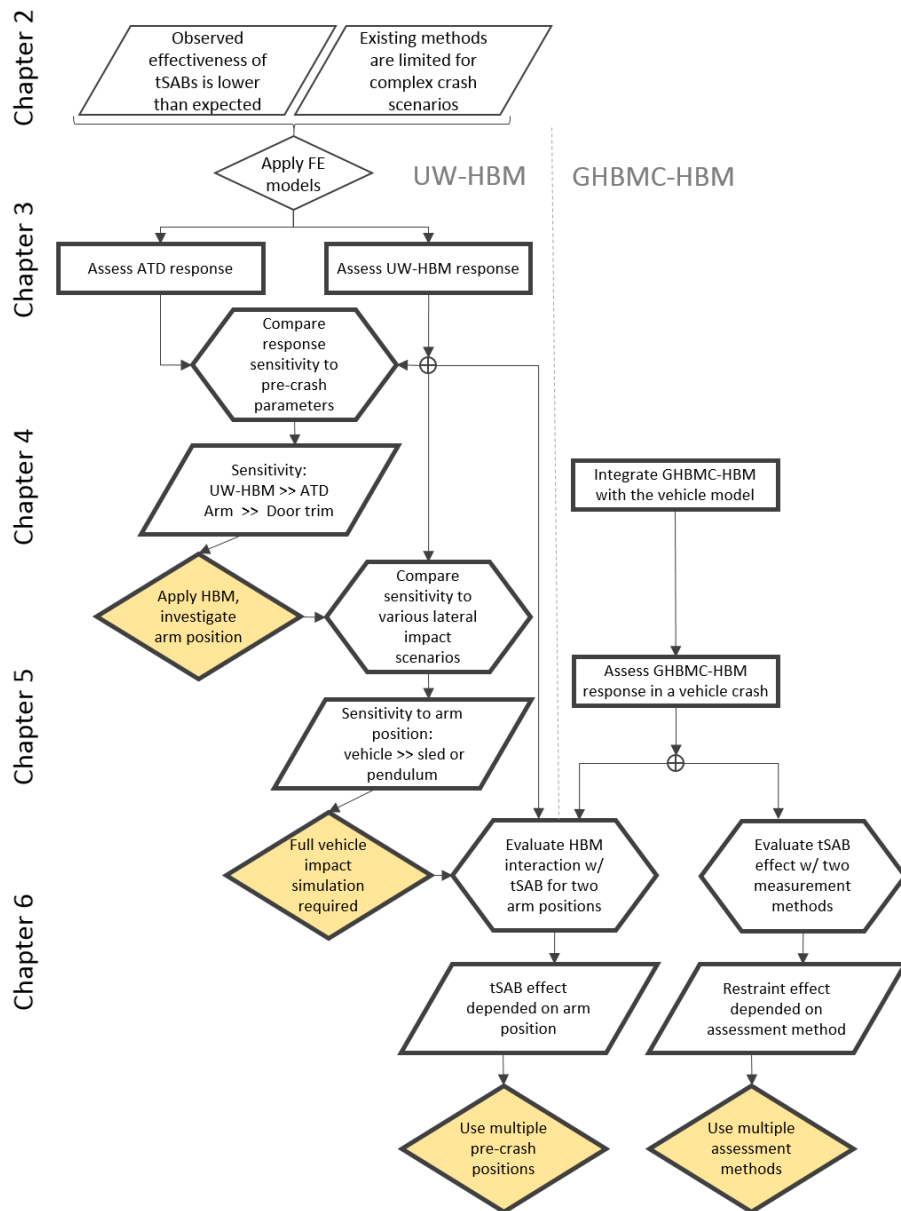 Chapter 2
Observed
effectiveness of
tSABs is lower
than expected
Existing methods
are limited for
complex crash
scenarios
Apply FE
models
UW-HBM
GHBMC-HBM
Chapter 3
Assess ATD response
Assess UW-HBM response
Compare
response
sensitivity to
pre-crash
parameters
Chapter 4
Sensitivity:
UW-HBM >> ATD
Arm >> Door trim
Integrate GHBMC-HBM
with the vehicle model
Apply HBM,
investigate
arm position
Compare
sensitivity to
various lateral
impact
scenarios
Chapter 5
Assess GHBMC-HBM
response in a vehicle crash
Sensitivity to arm
position:
vehicle >> sled or
pendulum
Full vehicle
impact
simulation
required
Evaluate HBM
interaction w/
tSAB for two
arm positions
Evaluate tSAB
effect w/ two
measurement
methods
Chapter 6
tSAB effect
depended on arm
position
Restraint effect
depended on
assessment method
Use multiple
pre-crash
positions
Use multiple
assessment
methods